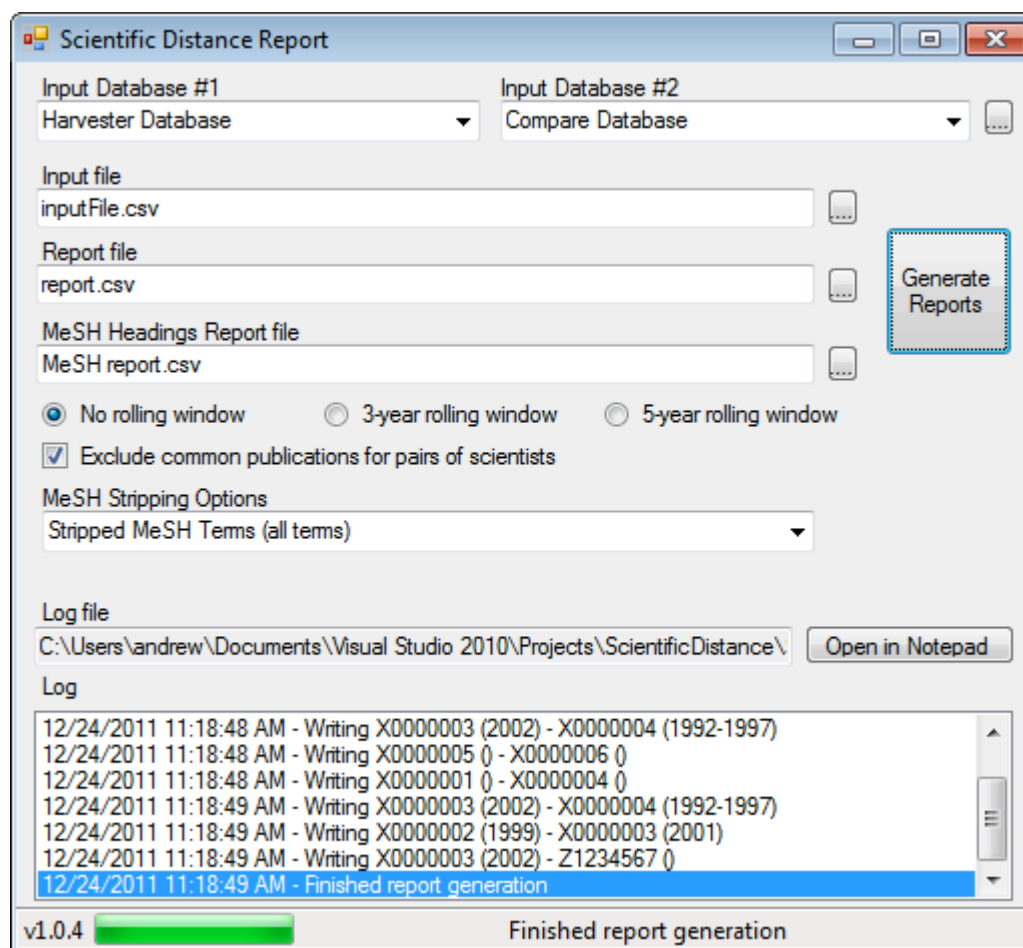 Scientific Distance Report
Input Database #1 Input Database #2
Harvester Database Compare Database ....
Input file
inputFile.csv ....
Report file
report.csv ....
Generate
Reports
MeSH Headings Report file
MeSH report.csv ....
No rolling window 3-year rolling window 5-year rolling window
Exclude common publications for pairs of scientists
MeSH Stripping Options
Stripped MeSH Terms (all terms)
Log file
C:\Users\andrew\Documents\Visual Studio 2010\Projects\ScientificDistance\ Open in Notepad
Log
12/24/2011 11:18:48 AM - Writing X0000003 (2002) - X0000004 (1992-1997)
12/24/2011 11:18:48 AM - Writing X0000005 () - X0000006 ()
12/24/2011 11:18:48 AM - Writing X0000001 () - X0000004 ()
12/24/2011 11:18:49 AM - Writing X0000003 (2002) - X0000004 (1992-1997)
12/24/2011 11:18:49 AM - Writing X0000002 (1999) - X0000003 (2001)
12/24/2011 11:18:49 AM - Writing X0000003 (2002) - Z1234567 ()
12/24/2011 11:18:49 AM - Finished report generation
v1.0.4 Finished report generation